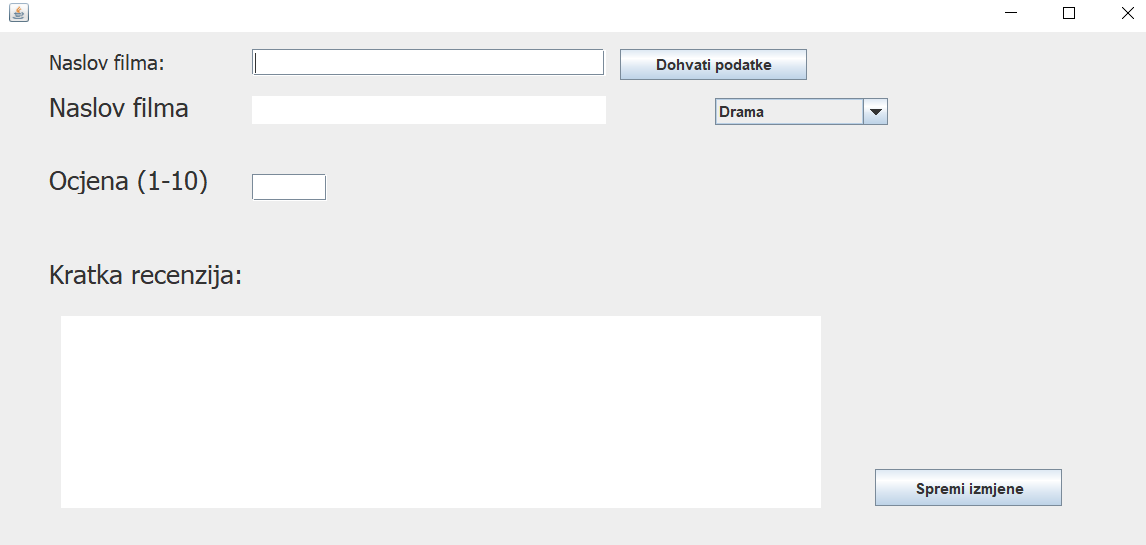 Naslov filma:
Dohvati podatke
Naslov filma
Drama
Ocjena (1-10)
Kratka recenzija:
Spremi izmjene